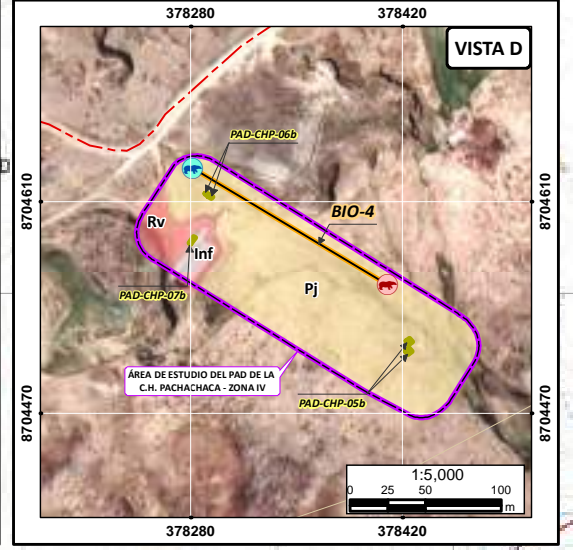 378280
378420
VISTA D
PAD-CHP-06b
8704610
8704610
BIO-4
Rv
Inf
Pj
PAD-CHP-07b
ÁREA DE ESTUDIO DEL PAD DE LA
C.H. PACHACHACA - ZONA IV
PAD-CHP-05b
8704470
8704470
1:5,000
0 25 50 100
m
378280
378420